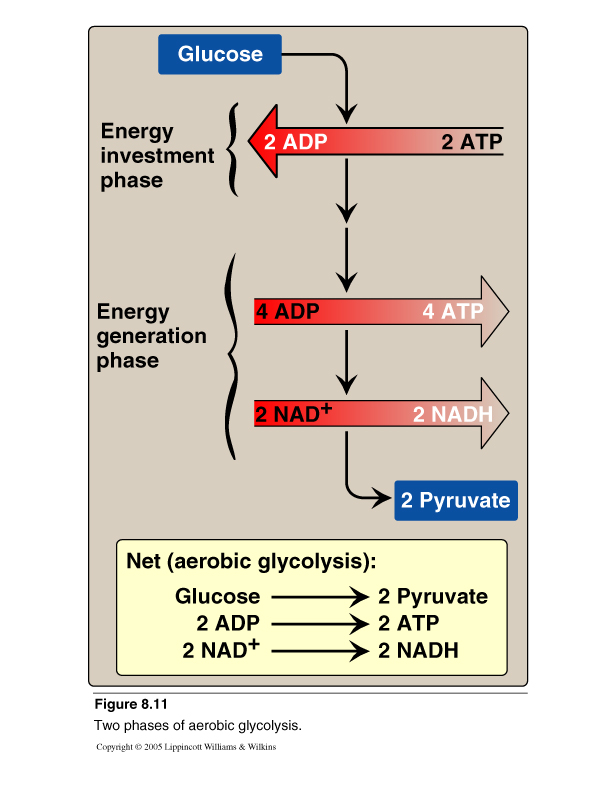 Glucose
Energy
investment
phase
2 ADP
2 ATP
Energy
generation
phase
4 ADP
4 ATP
2 NAD+
2 NADH
2 Pyruvate
Net (aerobic glycolysis):
Glucose 2 Pyruvate
2 ADP 2 ATP
2 NAD+ 2 NADH
Figure 8.11
Two phases of aerobic glycolysis.
Copyright © 2005 Lippincott Williams & Wilkins